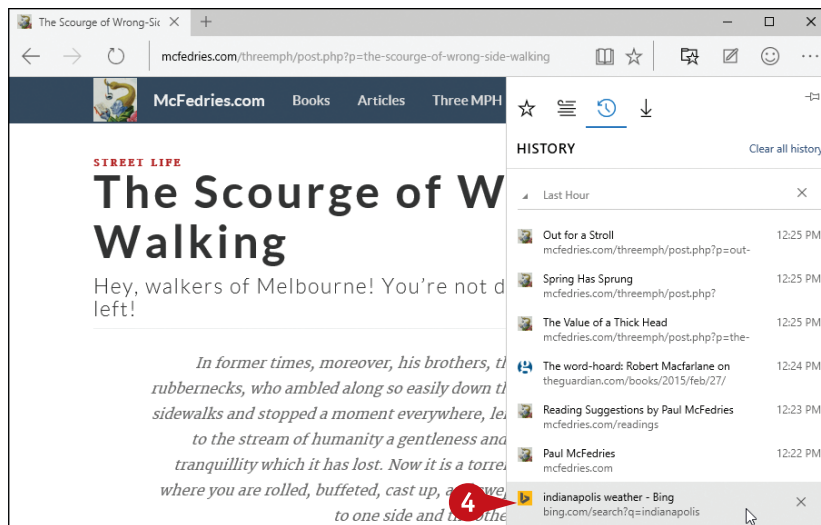 The Scourge of Wrong-Sic
mcfedries.com/threemph/post.php?p=the-scourge-of-wrong-side-walking
McFedries.com Books Articles Three MPH
STREET LIFE
The Scourge of W
Walking
Hey, walkers of Melbourne! You're not d
left!
In former times, moreover, his brothers, th
rubbernecks, who ambled along so easily down th
sidewalks and stopped a moment everywhere, le
to the stream of humanity a gentleness and
tranquillity which it has lost. Now it is a torre
where you are rolled, buffeted, cast up, a swe
to one side and th othe
HISTORY Clear all history
Last Hour
Out for a Stroll 12:25 PM
mcfedries.com/threemph/post.php?p=out-
Spring Has Sprung 12:25 PM
mcfedries.com/threemph/post.php?
The Value of a Thick Head 12:25 PM
mcfedries.com/threemph/post.php?p=the-
The word-hoard: Robert Macfarlane on 12:24 PM
theguardian.com/books/2015/feb/27/
Reading Suggestions by Paul McFedries 12:23 PM
mcfedries.com/readings
Paul McFedries 12:22 PM
mcfedries.com
4
indianapolis weather - Bing
bing.com/search?q=indianapolis